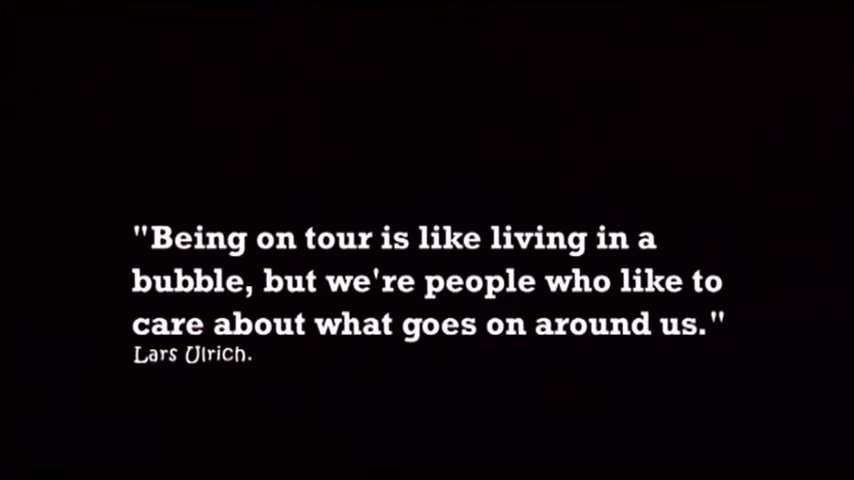 "Being on tour is like living in a
bubble, but we're people who like to
care about what goes on around us."
Lars Ulrich.